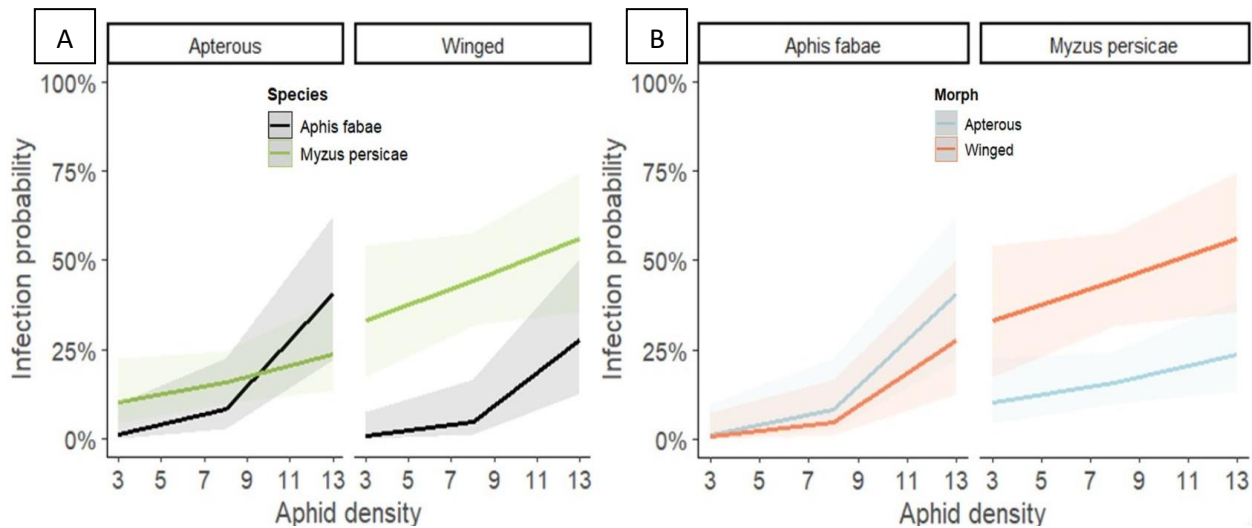 A
Apterous
Winged
100%
75%
50%
25%
0%
Infection probability
Species
Aphis fabae
Myzus persicae
3 5 7 9 11 13
3 5 7 9 11 13
Aphid density
B
Aphis fabae
Myzus persicae
100%
75%
50%
25%
0%
Infection probability
Morph
Apterous
Winged
3 5 7 9 11 13
3 5 7 9 11 13
Aphid density